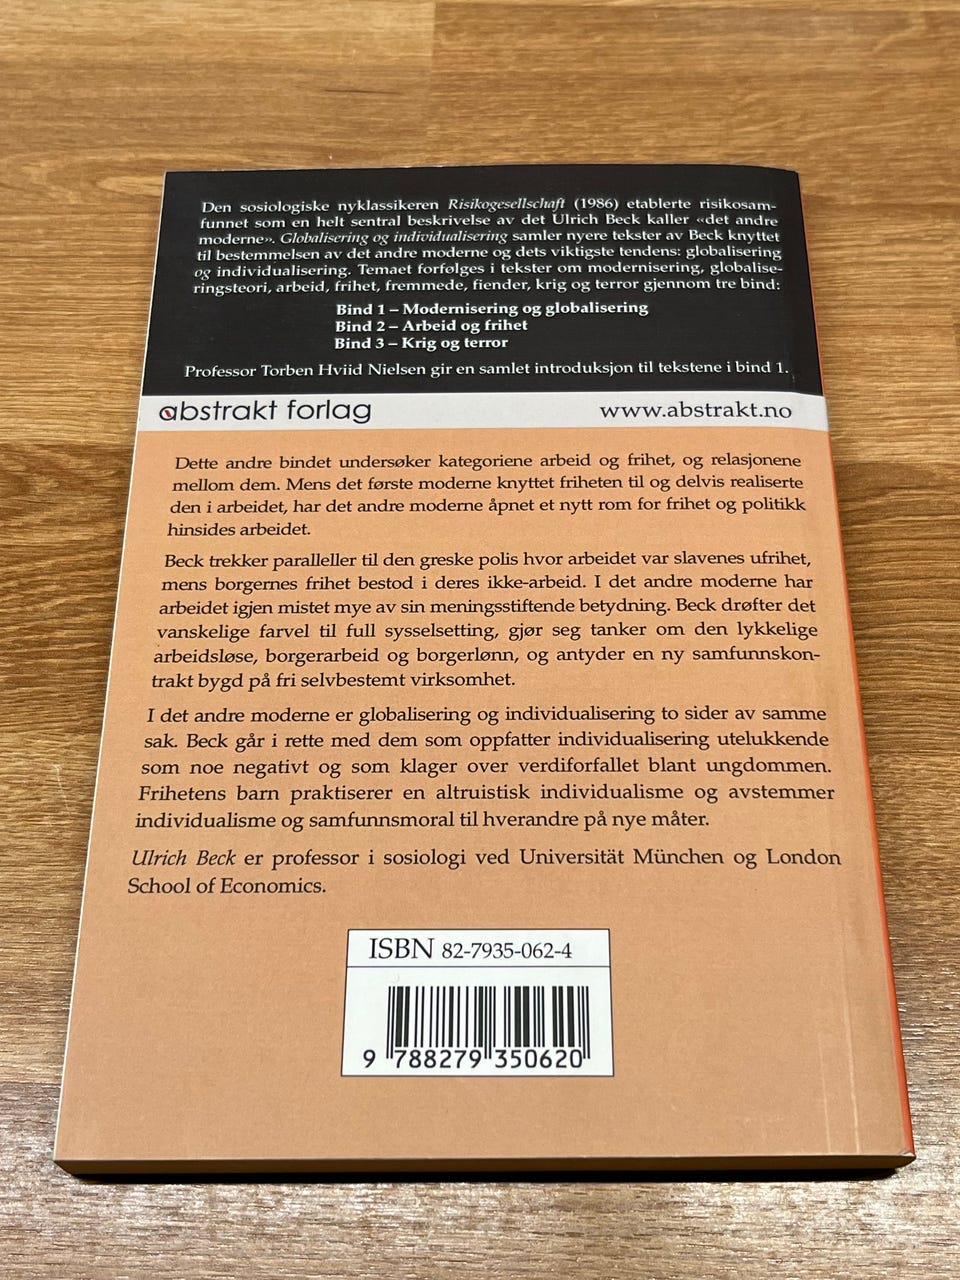 Den sosiologiske nyklassikeren Risikogesellschaft (1986) etablerte risikosam-
funnet som en helt sentral beskrivelse av det Ulrich Beck kaller «det andre
moderne». Globalisering og individualisering samler nyere tekster av Beck knyttet
til bestemmelsen av det andre moderne og dets viktigste tendens: globalisering
og individualisering. Temaet forfølges i tekster om modernisering, globalise-
ringsteori, arbeid, frihet, fremmede, fiender, krig og terror gjennom tre bind:
Bind 1 – Modernisering og globalisering
Bind 2 – Arbeid og frihet
Bind 3 – Krig og terror
Professor Torben Hviid Nielsen gir en samlet introduksjon til tekstene i bind 1.
abstrakt forlag www.abstrakt.no
Dette andre bindet undersøker kategoriene arbeid og frihet, og relasjonene
mellom dem. Mens det første moderne knyttet friheten til og delvis realiserte
den i arbeidet, har det andre moderne åpnet et nytt rom for frihet og politikk
hinsides arbeidet.
Beck trekker paralleller til den greske polis hvor arbeidet var slavenes ufrihet,
mens borgernes frihet bestod i deres ikke-arbeid. I det andre moderne har
arbeidet igjen mistet mye av sin meningsstiftende betydning. Beck drøfter det
vanskelige farvel til full sysselsetting, gjør seg tanker om den lykkelige
arbeidsløse, borgerarbeid og borgerlønn, og antyder en ny samfunnskon-
trakt bygd på fri selvbestemt virksomhet.
I det andre moderne er globalisering og individualisering to sider av samme
sak. Beck går i rette med dem som oppfatter individualisering utelukkende
som noe negativt og som klager over verdiforfallet blant ungdommen.
Frihetens barn praktiserer en altruistisk individualisme og avstemmer
individualisme og samfunnsmoral til hverandre på nye måter.
Ulrich Beck er professor i sosiologi ved Universität München og London
School of Economics.
ISBN 82-7935-062-4
9 788279 350620